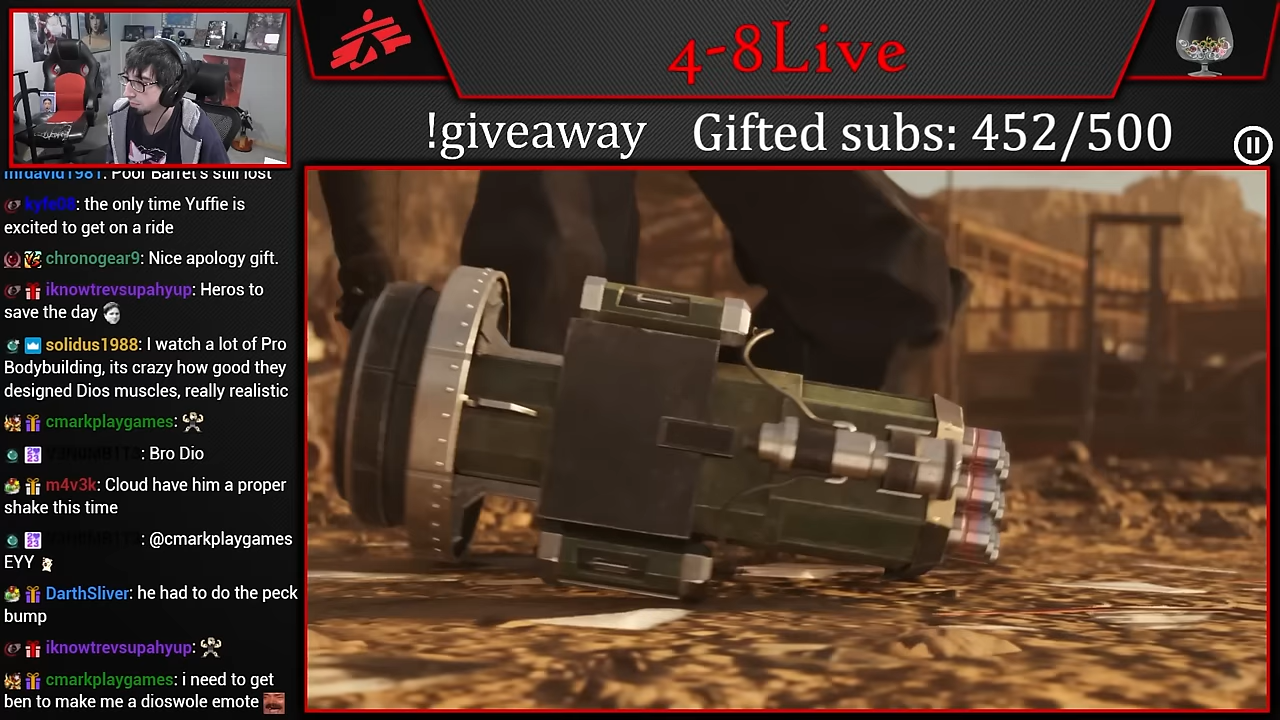 4-8Live
!giveaway Gifted subs: 452/500
mrdavid1981: Poor Barret's still lost
kyfe08: the only time Yuffie is
excited to get on a ride
chronogear9: Nice apology gift.
iknowtrevsupahyup: Heros to
save the day
solidus1988: I watch a lot of Pro
Bodybuilding, its crazy how good they
designed Dios muscles, really realistic
cmarkplaygames:
: Bro Dio
m4v3k: Cloud have him a proper
shake this time
: @cmarkplaygames
EYY
DarthSliver: he had to do the peck
bump
iknowtrevsupahyup:
cmarkplaygames: i need to get
ben to make me a dioswole emote